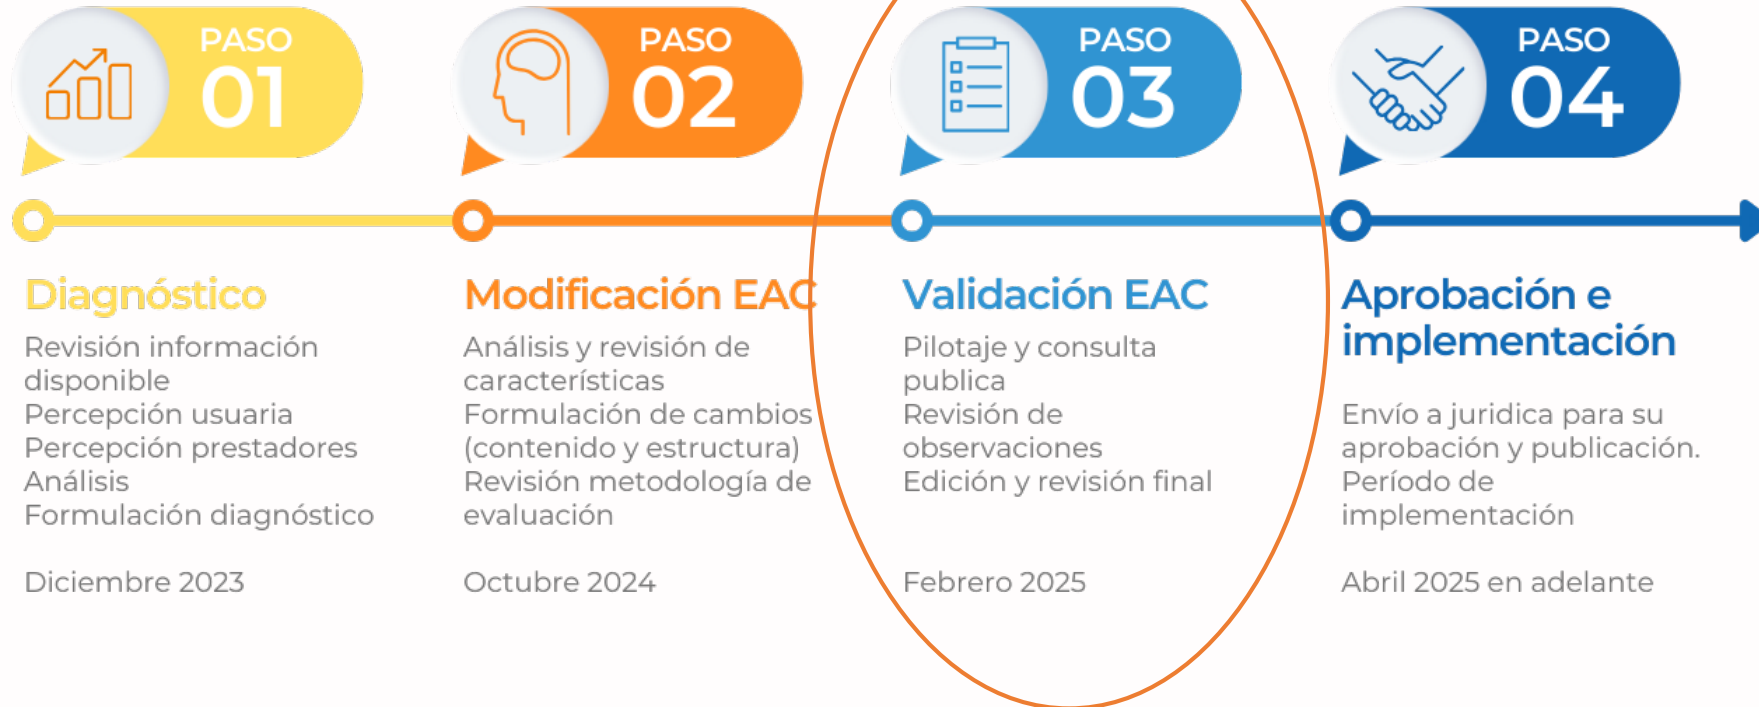 PASO
01
Diagnóstico
Revisión información
disponible
Percepción usuaria
Percepción prestadores
Análisis
Formulación diagnóstico
Diciembre 2023
PASO
02
Modificación EAC
Análisis y revisión de
características
Formulación de cambios
(contenido y estructura)
Revisión metodología de
evaluación
Octubre 2024
PASO
03
Validación EAC
Pilotaje y consulta
publica
Revisión de
observaciones
Edición y revisión final
Febrero 2025
PASO
04
Aprobación e
implementación
Envío a juridica para su
aprobación y publicación.
Período de
implementación
Abril 2025 en adelante